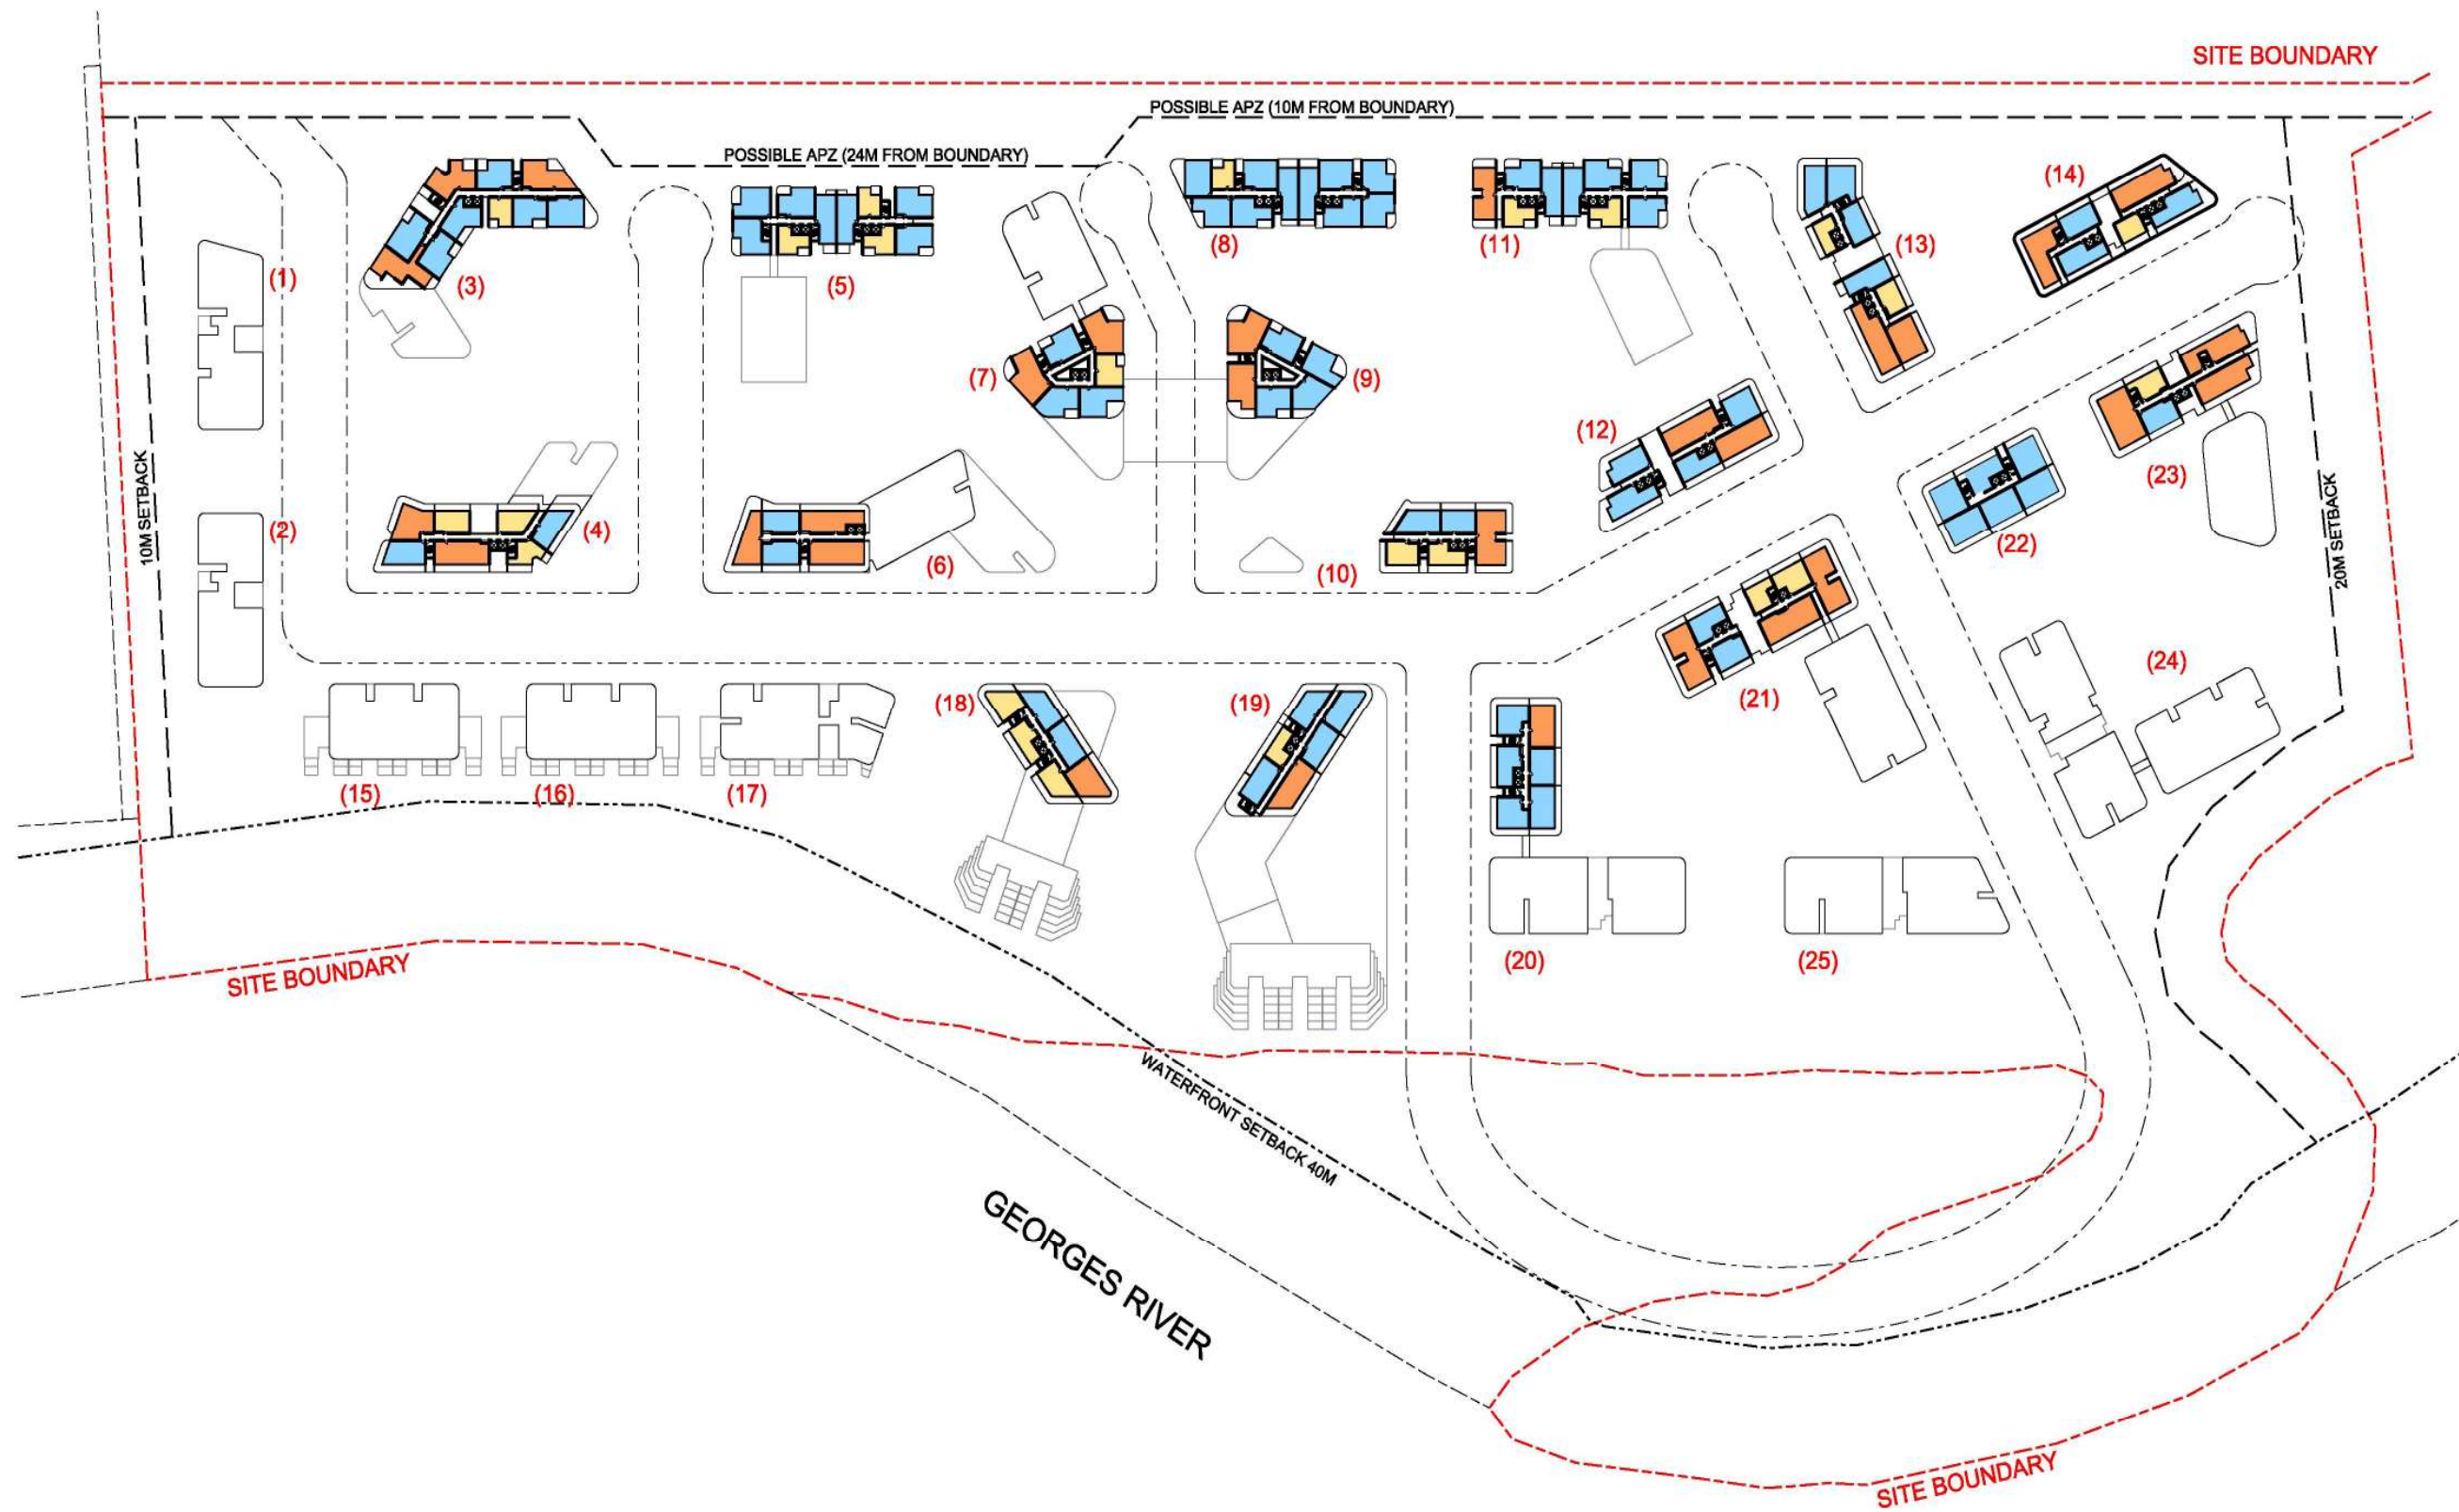 SITE BOUNDARY
POSSIBLE APZ (10M FROM BOUNDARY)
POSSIBLE APZ (24M FROM BOUNDARY)
(14)
(1)
(3)
(5)
(8)
(11)
(13)
(7)
(9)
(12)
10M SETBACK
(23)
20M SETBACK
(2)
(4)
(6)
(10)
(22)
(24)
(18)
(19)
(21)
(15)
(16)
(17)
(20)
(25)
SITE BOUNDARY
WATERFRONT SETBACK 40M
GEORGES RIVER
SITE BOUNDARY